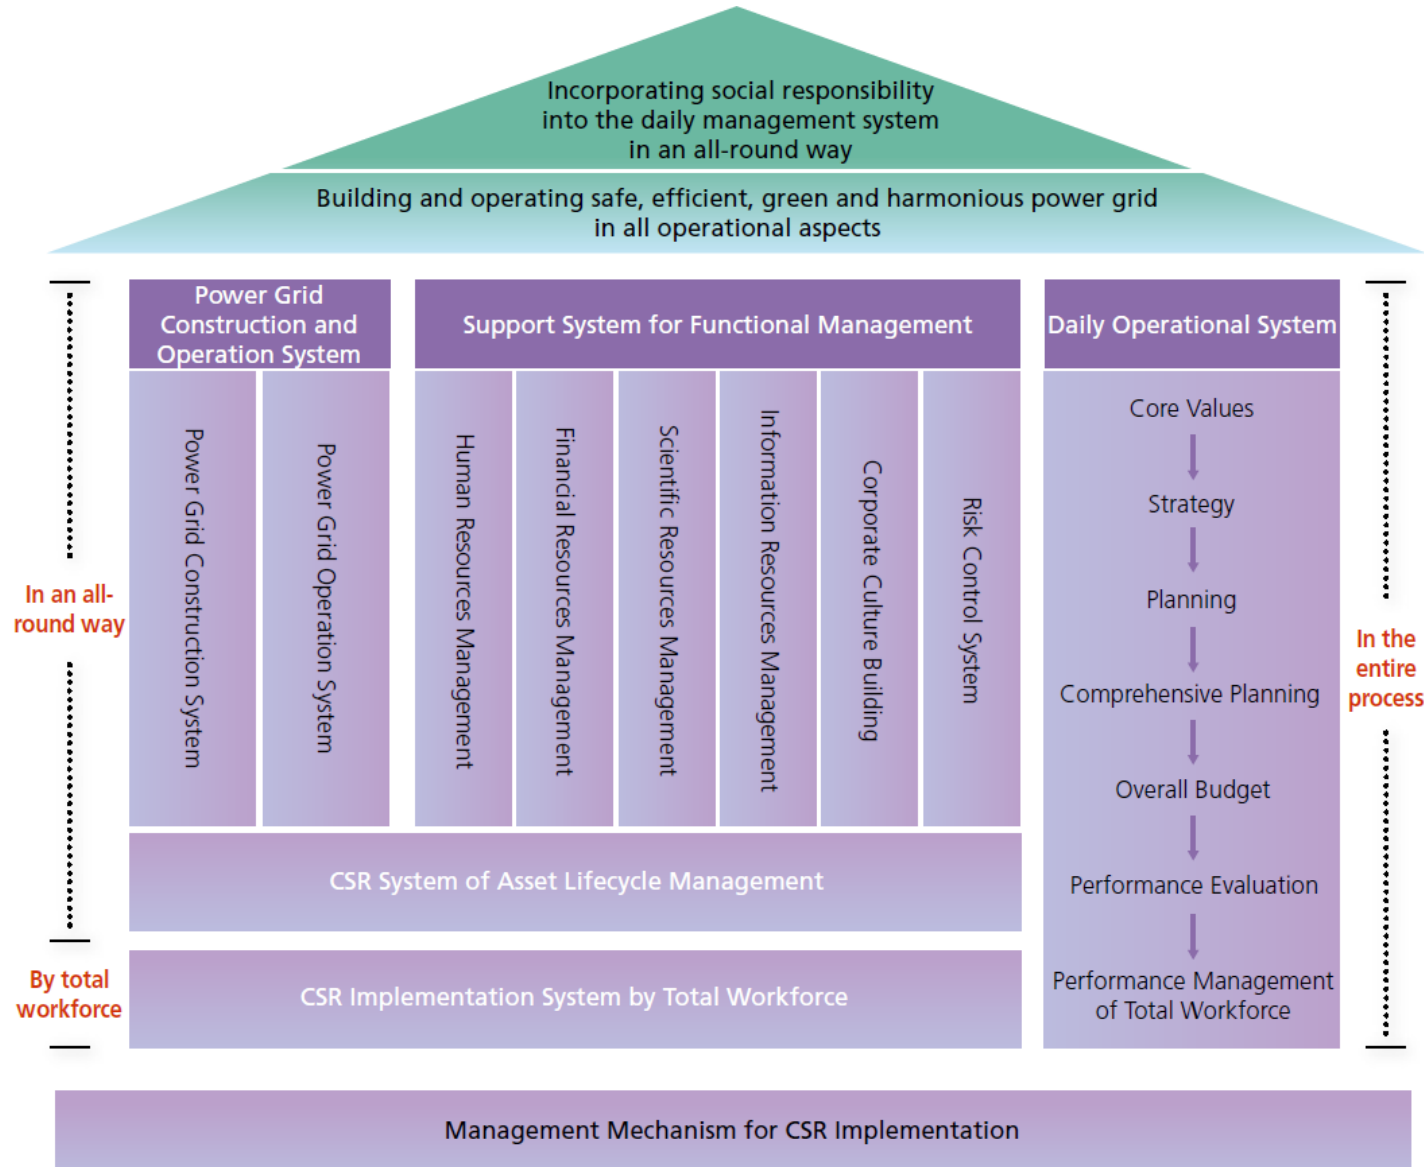 Incorporating social responsibility
into the daily management system
in an all-round way
Building and operating safe, efficient, green and harmonious power grid
in all operational aspects
Power Grid
Construction and
Operation System
Support System for Functional Management
Daily Operational System
Power Grid Construction System
Power Grid Operation System
Human Resources Management
Financial Resources Management
Scientific Resources Management
Information Resources Management
Corporate Culture Building
Risk Control System
Core Values
Strategy
Planning
Comprehensive Planning
Overall Budget
Performance Evaluation
Performance Management
of Total Workforce
In an all-
round way
In the
entire
process
CSR System of Asset Lifecycle Management
By total
workforce
CSR Implementation System by Total Workforce
Management Mechanism for CSR Implementation